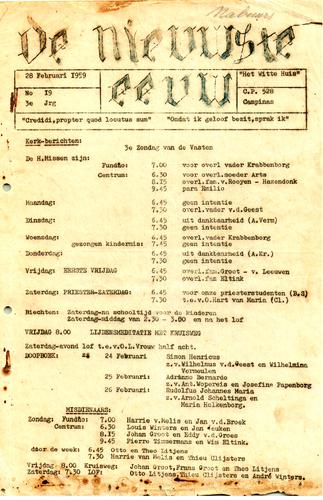 de nieuwste
eeuw
28 Februari 1959
No 19
3e Jrg
"Het Witte Huis"
C.P. 528
Campinas
"Credidi,propter quod locutus sum" "Omdat ik geloof bezit,sprak ik"
Kerk-berichten:
3e Zondag van de Vasten
De H.Missen zijn: Fundão: 7.00 voor overl vader Krabbenborg
Centrum: 6.30 voor overl.moeder Arts
8.15 overl.fam.v.Rooyen - Hazendonk
9.45 para Emilio
Maandag: 6.45 geen intentie
7.30 overl.vader v.d.Geest
Dinsdag: 6.45 uit dankbaarheid (A.Verm)
7.30 geen intentie
Woensdag: 6.45 overl.vader Krabbenborg
gezongen kindermis: 7.45 geen intentie
Donderdag: 6.45 uit dankbaarheid (A.Kr.)
7.30 geen intentie
Vrijdag: EERSTE VRIJDAG 6.45 overl.fam.Groot - v. Leeuwen
7.30 fam.Eltink
Zaterdag: PRIESTER-ZATERDAG: 6.45 voor onze priesterstudenten (R.S)
7.30 t.e.v.O.Hart van Maria (Cl.)
Biechten: Zaterdag-na schooltijd voor de kinderen
Zaterdag-middag van 2.30 - 3.30 en na het lof
VRIJDAG 8.00 LIJDENSMEDITATIE MET KRUISWEG
Zaterdag-avond lof t.e.v.O.L.Vrouw half acht.
DOOPBOEK: 24 Februari Simon Henricus
z.v.Wilhelmus v.d.Geest en Wilhelmina
Vermeulen
25 Februari Adriano Bernardo
z.v.Ant.Wopereis en Josefine Papenborg
26 Februari Rudolfus Johannes Maria
z.v.Arnold Scheltinga en
Maria Holkenborg.
MISDIENAARS:
Zondag: Fundão: 7.00 Harrie v.Melis en Jan v.d.Broek
Centrum: 6.30 Louis Winters en Jan
8.15 Johan Groot en Eddy v.d.Groes
9.45 Pierre Timmermans en Wim Eltink.
door de week: 6.45 Otto en Theo Litjens
7.30 Harrie van Melis en Theo Cliijsters
Vrijdag 8.00 Kruisweg: Johan Groot,Frans Groot en Theo Litjens
Zaterdag: 7.30 LOF Otto Litjens,Theo Cliijsters en André Winters.